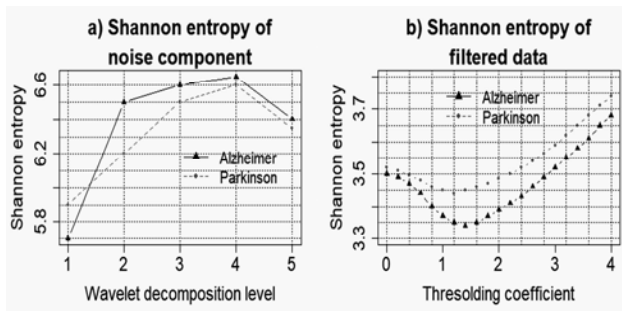 a) Shannon entropy of
noise component
Shannon entropy
6.6
6.2
5.8
Alzheimer
Parkinson
1 2 3 4 5
Wavelet decomposition level
b) Shannon entropy of
filtered data
Shannon entropy
3.7
3.5
3.3
Alzheimer
Parkinson
0 1 2 3 4
Thresolding coefficient